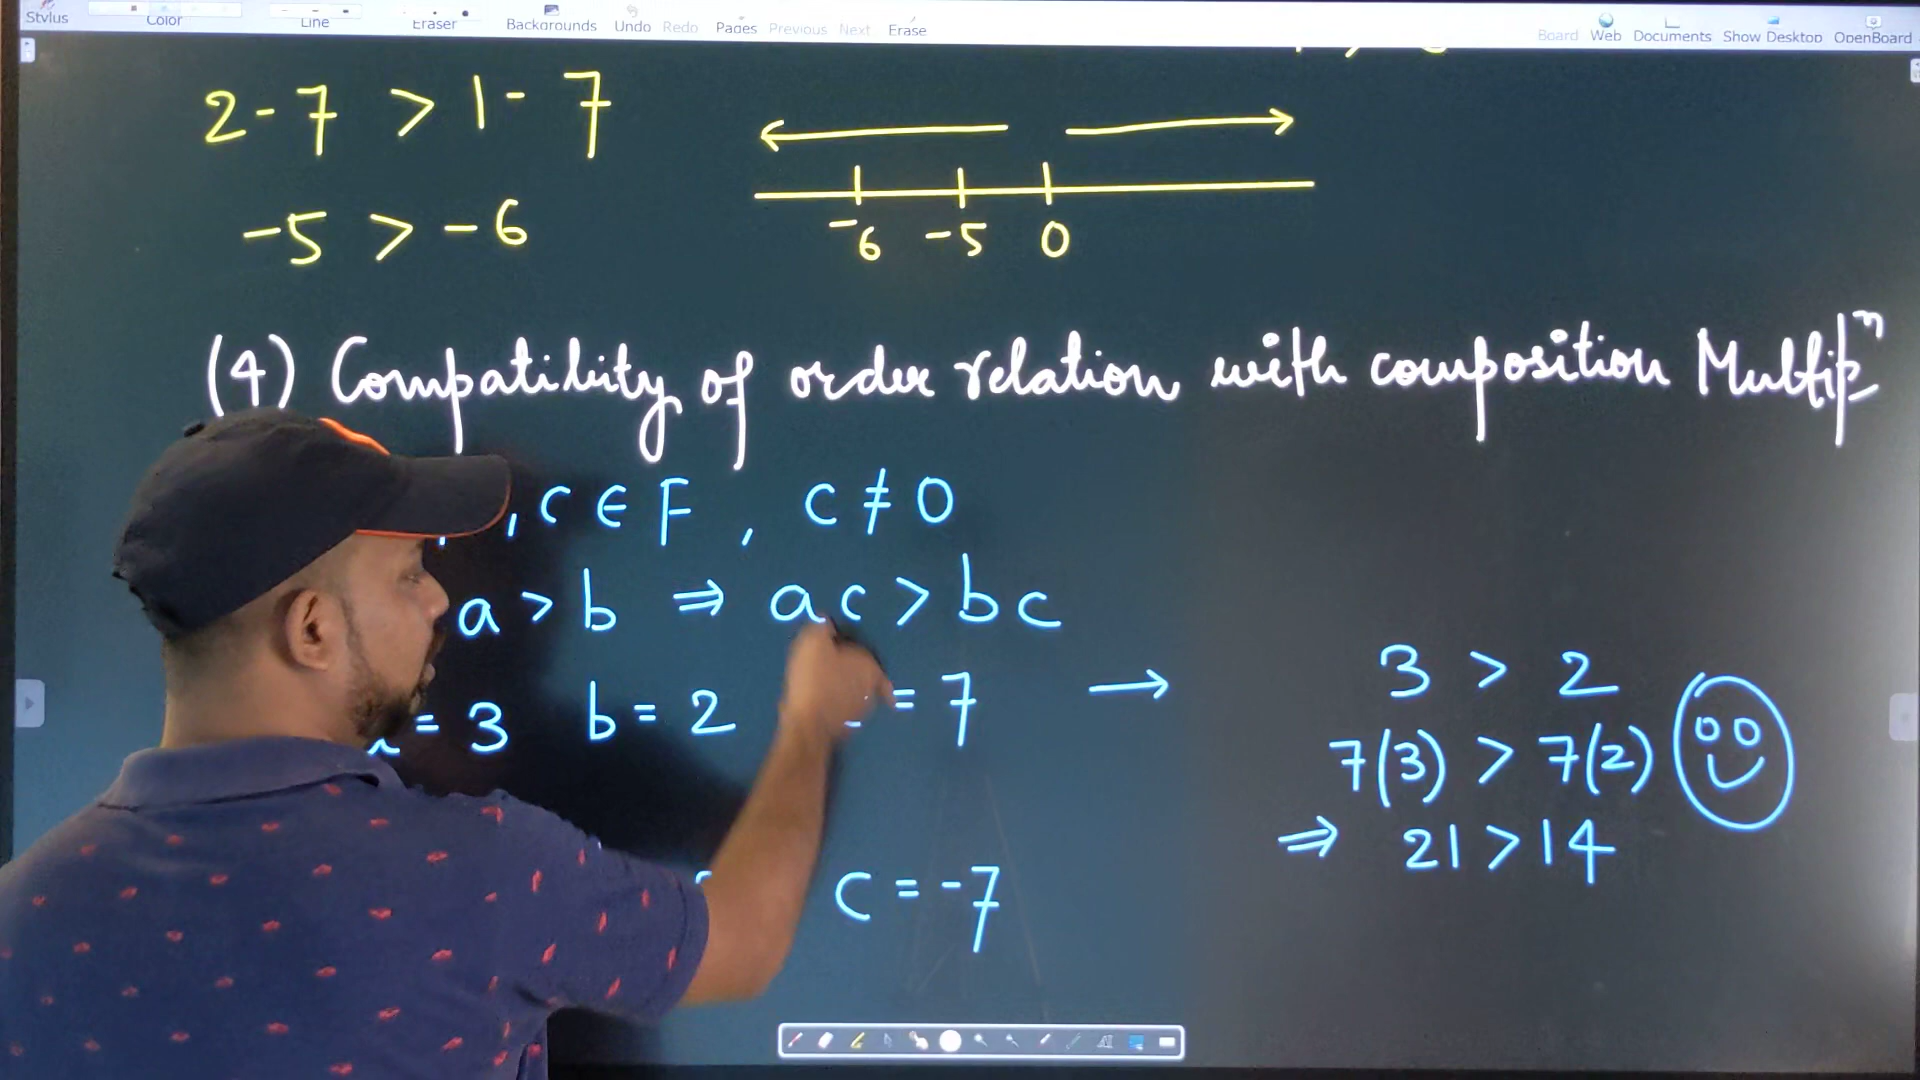 Stylus Color Line Eraser Backgrounds Undo Redo Pages Previous Next Erase Board Web Documents Show Desktop OpenBoard
2-7 > 1-7
-5 > -6
-6 -5 0
(4) Compatibility of order relation with composition Multipⁿ
, c ∈ F , c ≠ 0
a > b ⇒ ac > bc
= 3 b = 2 = 7 →
c = -7
3 > 2
7(3) > 7(2)
⇒ 21 > 14